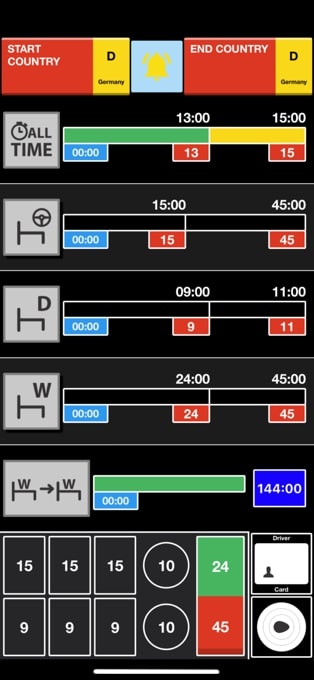 START COUNTRY
D
Germany
END COUNTRY
D
Germany
13:00 15:00
ALL
TIME
00:00 13 15
15:00 45:00
00:00 15 45
09:00 11:00
D
00:00 9 11
24:00 45:00
W
00:00 24 45
W W
144:00
00:00
Driver
15 15 15 10 24
Card
9 9 9 10 45